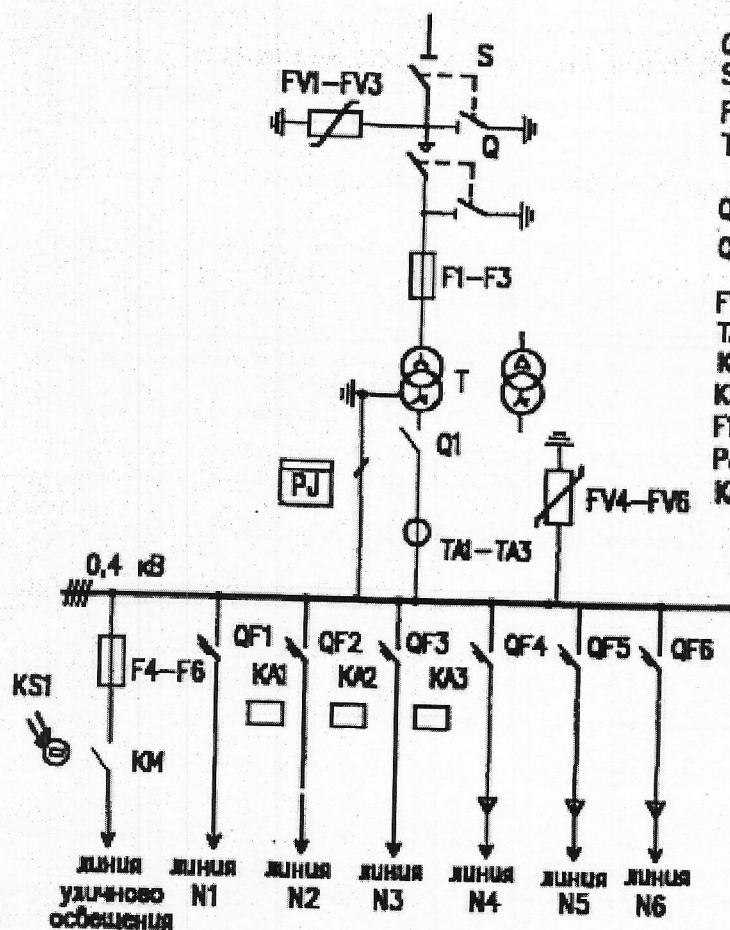 S
FV1-FV3
Q
F1-F3
T
Q1
PJ
FV4-FV6
TA1-TA3
0,4 кВ
QF1
QF2
QF3
QF4
QF5
QF6
F4-F6
KA1
KA2
KA3
KS1
KM
линия
уличново
освещения
линия
N1
линия
N2
линия
N3
линия
N4
линия
N5
линия
N6